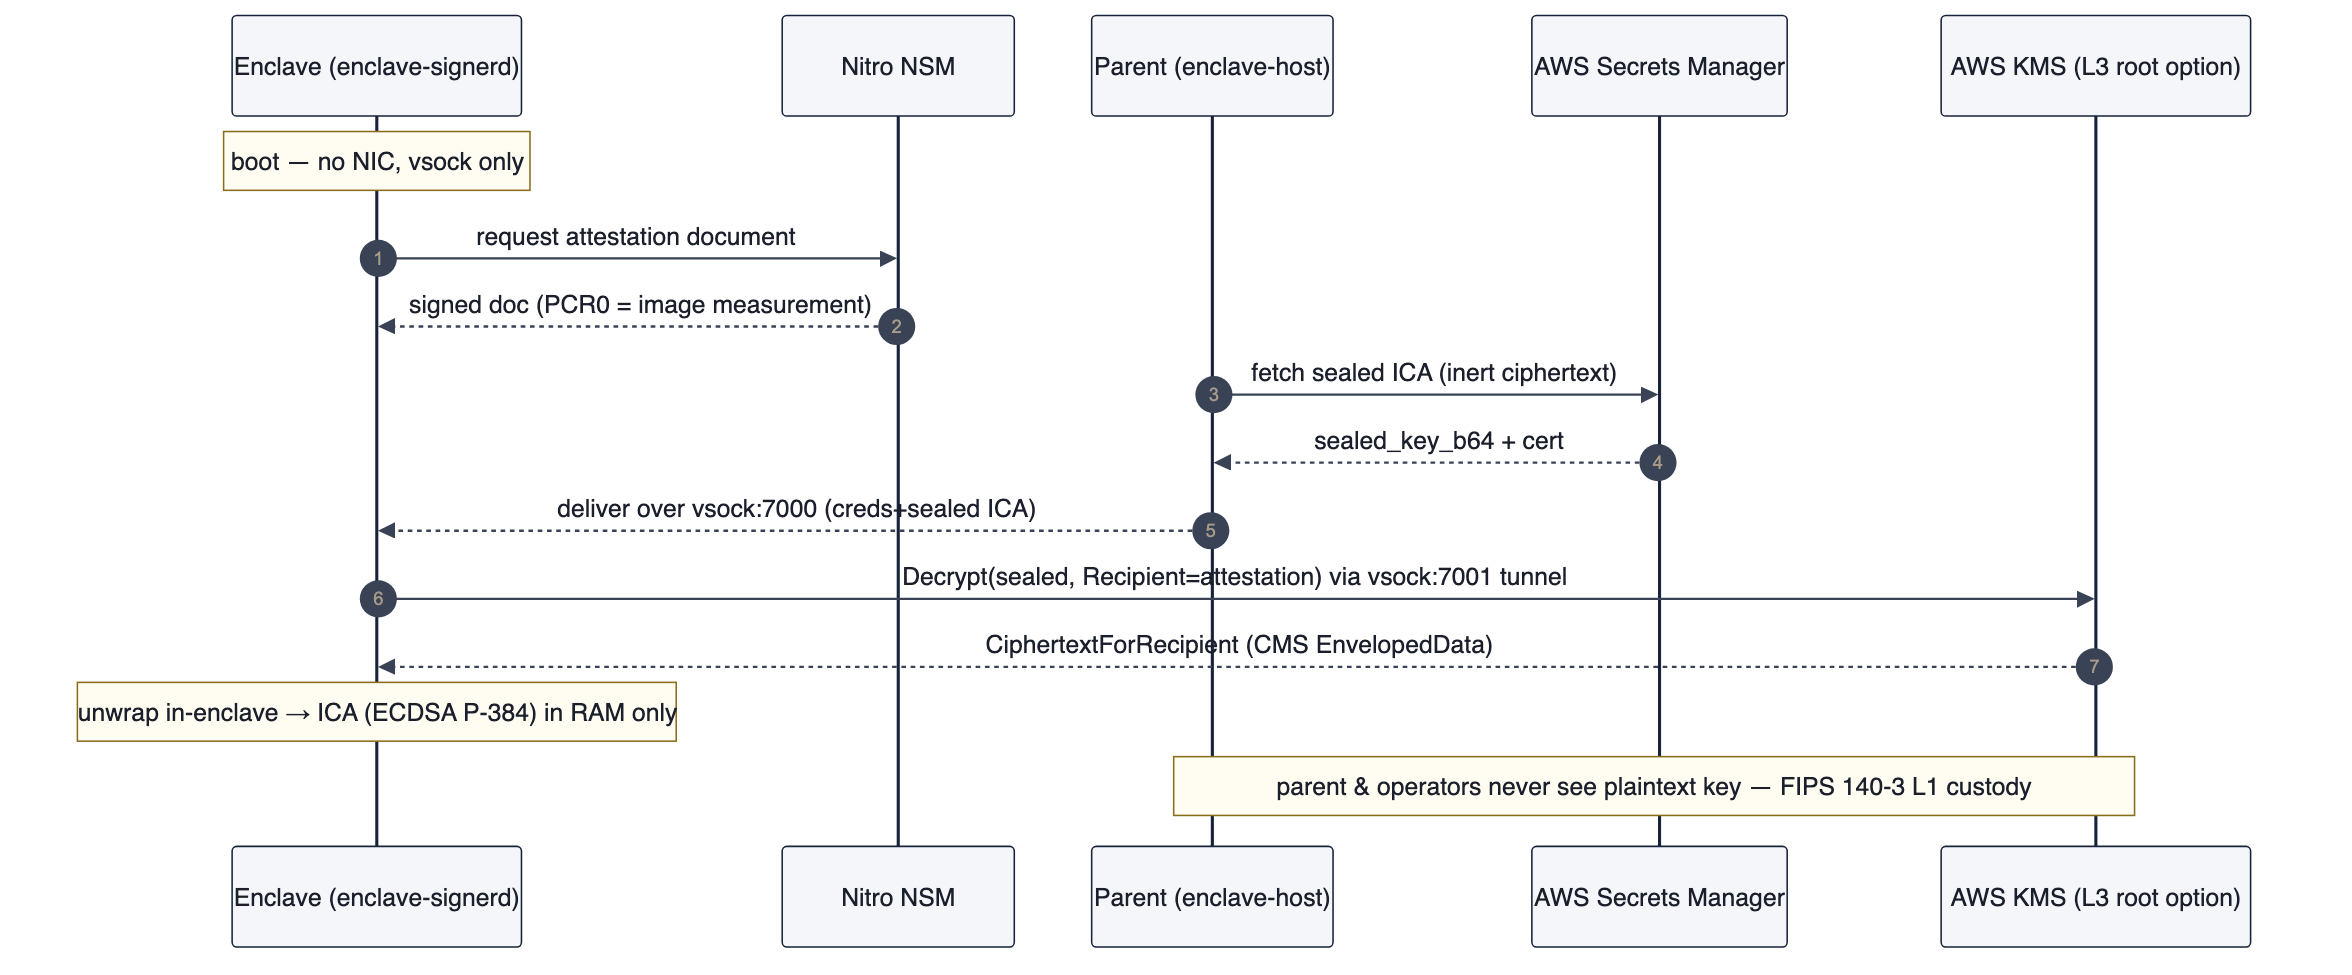 Enclave (enclave-signerd)
Nitro NSM
Parent (enclave-host)
AWS Secrets Manager
AWS KMS (L3 root option)
boot — no NIC, vsock only
request attestation document
1
signed doc (PCR0 = image measurement)
2
fetch sealed ICA (inert ciphertext)
3
sealed_key_b64 + cert
4
deliver over vsock:7000 (creds+sealed ICA)
5
Decrypt(sealed, Recipient=attestation) via vsock:7001 tunnel
6
CiphertextForRecipient (CMS EnvelopedData)
7
unwrap in-enclave → ICA (ECDSA P-384) in RAM only
parent & operators never see plaintext key — FIPS 140-3 L1 custody
Enclave (enclave-signerd)
Nitro NSM
Parent (enclave-host)
AWS Secrets Manager
AWS KMS (L3 root option)